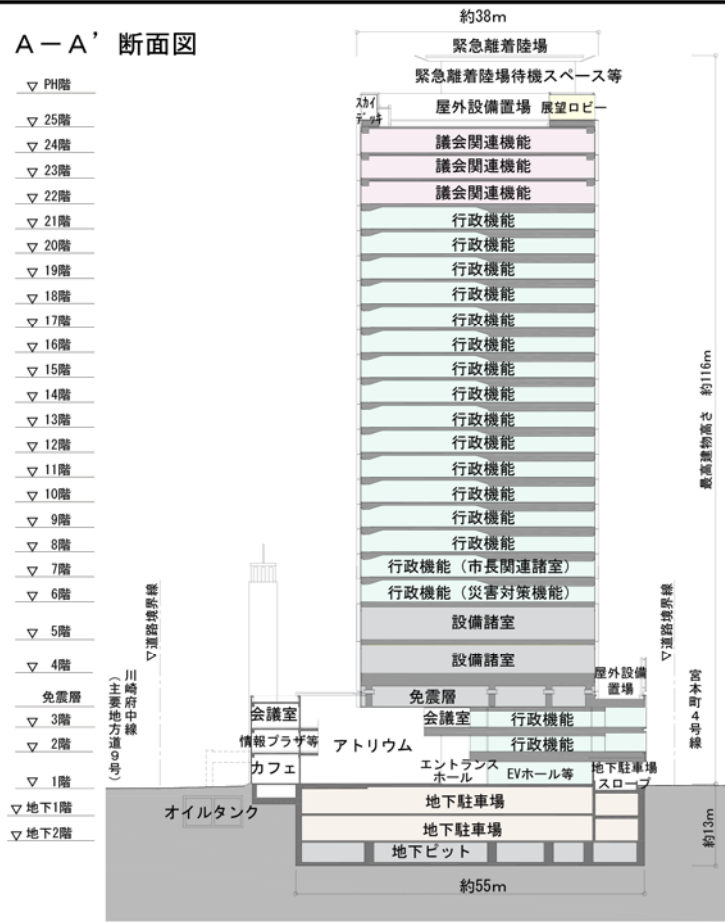 約38m
A－A’断面図
緊急離着陸場
緊急離着陸場待機スペース等
▽ PH階
スカイ
デッキ
屋外設備置場
展望ロビー
▽ 25階
▽ 24階
議会関連機能
▽ 23階
議会関連機能
▽ 22階
議会関連機能
▽ 21階
行政機能
▽ 20階
行政機能
▽ 19階
行政機能
▽ 18階
行政機能
▽ 17階
行政機能
▽ 16階
行政機能
▽ 15階
行政機能
▽ 14階
行政機能
▽ 13階
行政機能
▽ 12階
行政機能
▽ 11階
行政機能
▽ 10階
行政機能
▽ 9階
行政機能
▽ 8階
行政機能
▽ 7階
行政機能（市長関連諸室）
▽ 6階
行政機能（災害対策機能）
▽ 5階
設備諸室
▽ 4階
設備諸室
免震層
免震層
屋外設備
置場
▽ 3階
会議室
会議室
行政機能
▽ 2階
情報プラザ等
アトリウム
行政機能
▽ 1階
カフェ
エントランス
ホール
EVホール等
地下駐車場
スロープ
▽ 地下1階
オイルタンク
地下駐車場
▽ 地下2階
地下駐車場
地下ピット
約55m
最高建物高さ 約116m
約13m
▽道路境界線
川崎府中線
（主要地方道9号）
▽道路境界線
宮本町4号線